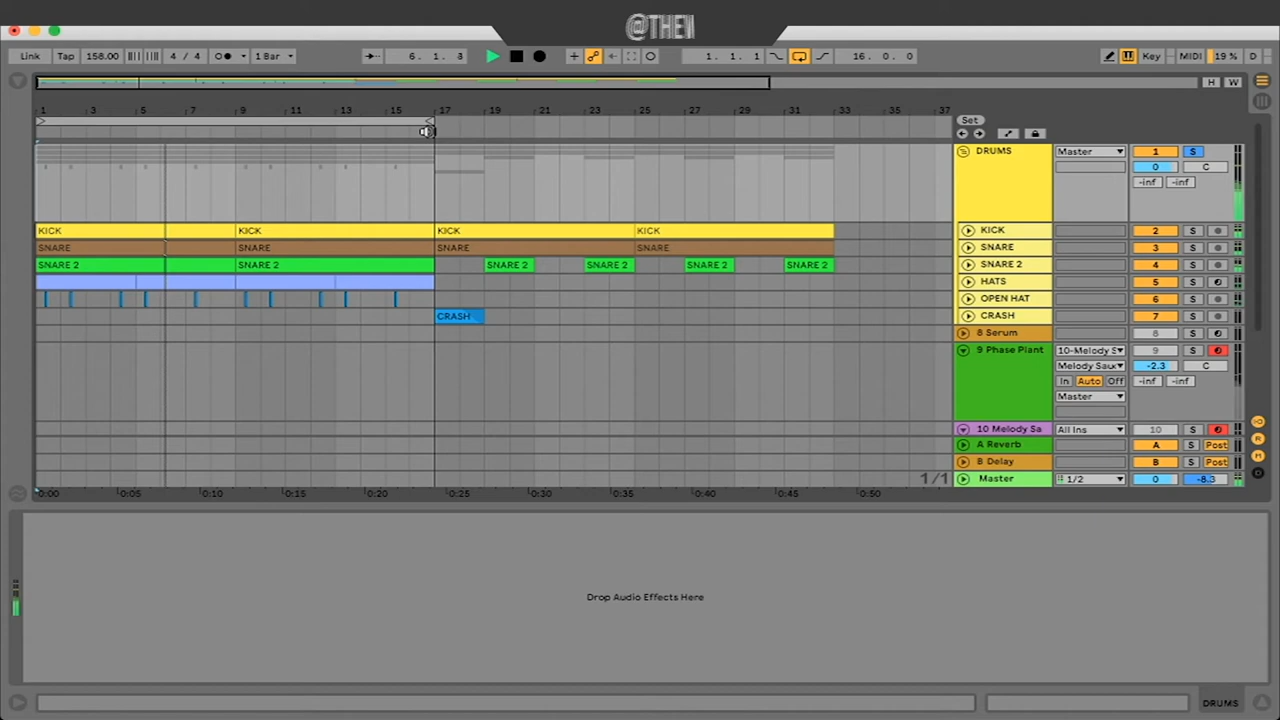 @THEN
Link Tap 158.00 4 / 4 1 Bar 6. 1. 3 1. 1. 1 16. 0. 0 Key MIDI 19 % D
H W
1 3 5 7 9 11 13 15 17 19 21 23 25 27 29 31 33 35 37
Set
DRUMS Master 1 S
0 C
-inf -inf
KICK KICK KICK KICK KICK 2 S
SNARE SNARE SNARE SNARE SNARE 3 S
SNARE 2 SNARE 2 SNARE 2 SNARE 2 SNARE 2 SNARE 2 SNARE 2 4 S
HATS 5 S
OPEN HAT 6 S
CRASH CRASH 7 S
8 Serum 8 S
9 Phase Plant 10-Melody S 9 S
Melody Sau -2.3 C
In Auto Off -inf -inf
Master
10 Melody Sa All Ins 10 S
A Reverb A S Post
B Delay B S Post
1/1 Master 1/2 0 -8.3
0:00 0:05 0:10 0:15 0:20 0:25 0:30 0:35 0:40 0:45 0:50
Drop Audio Effects Here
DRUMS